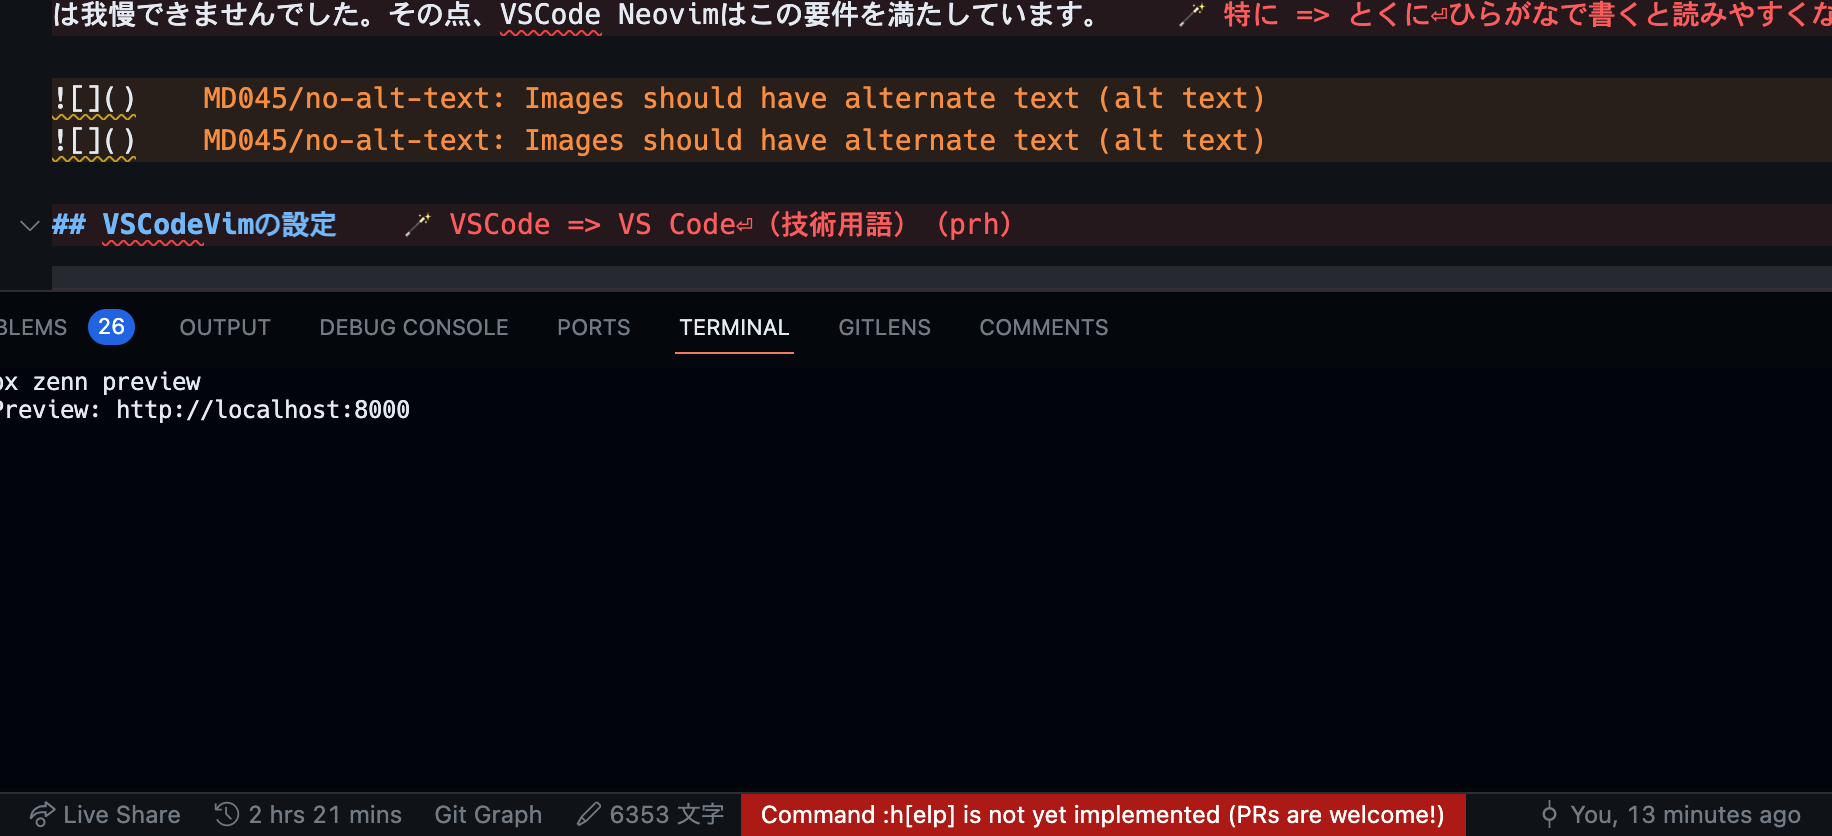 は我慢できませんでした。その点、VSCode Neovimはこの要件を満たしています。 🪄 特に => とくに⏎ひらがなで書くと読みやすくな
![]() MD045/no-alt-text: Images should have alternate text (alt text)
![]() MD045/no-alt-text: Images should have alternate text (alt text)
## VSCodeVimの設定 🪄 VSCode => VS Code⏎（技術用語）（prh）
BLEMS 26 OUTPUT DEBUG CONSOLE PORTS TERMINAL GITLENS COMMENTS
px zenn preview
Preview: http://localhost:8000
Live Share 2 hrs 21 mins Git Graph 6353 文字 Command :h[elp] is not yet implemented (PRs are welcome!) You, 13 minutes ago